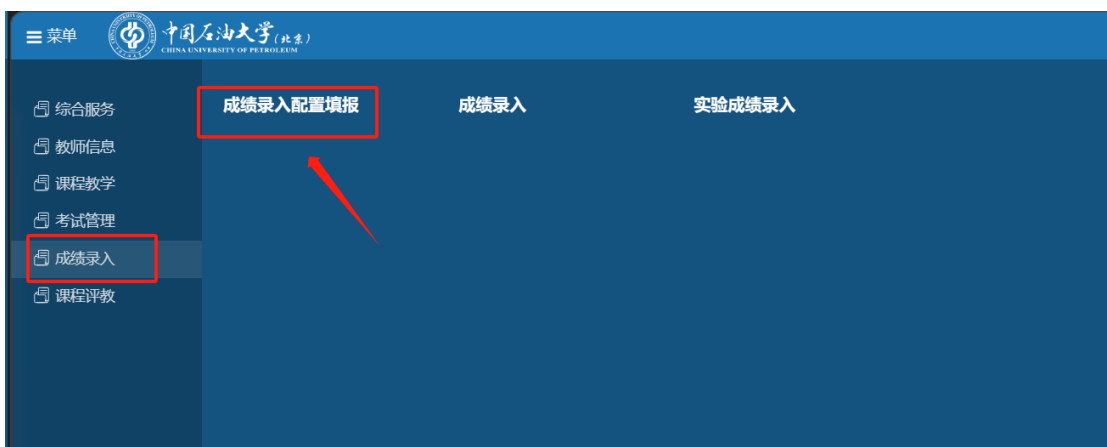 菜单
中国石油大学(北京)
CHINA UNIVERSITY OF PETROLEUM
综合服务
教师信息
课程教学
考试管理
成绩录入
课程评教
成绩录入配置填报 成绩录入 实验成绩录入